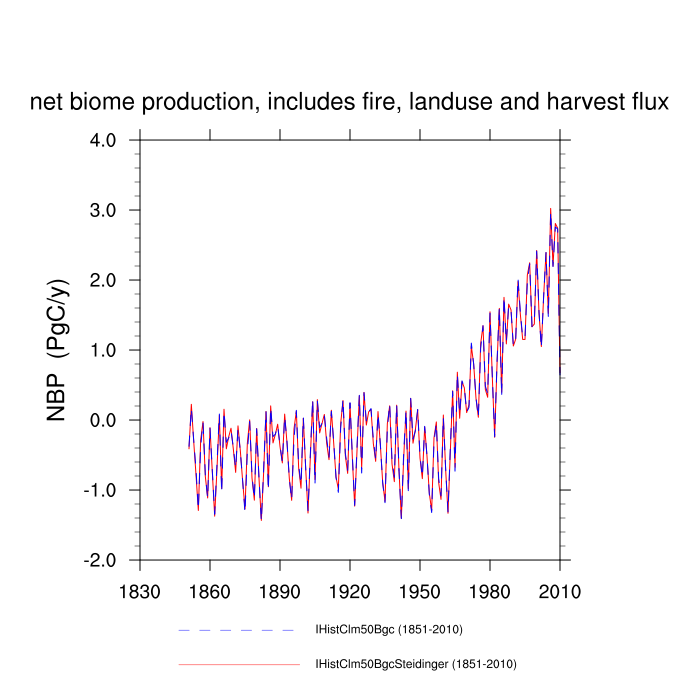 net biome production, includes fire, landuse and harvest flux
4.0
3.0
2.0
1.0
0.0
-1.0
-2.0
NBP (PgC/y)
1830 1860 1890 1920 1950 1980 2010
IHistClm50Bgc (1851-2010)
IHistClm50BgcSteidinger (1851-2010)